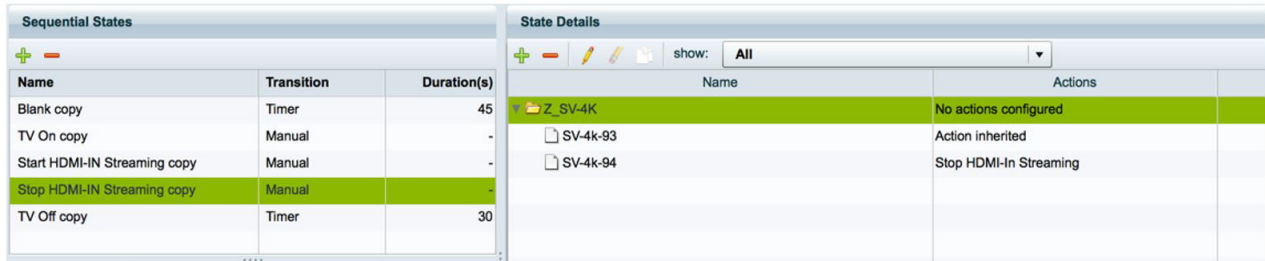 Sequential States
Name Transition Duration(s)
Blank copy Timer 45
TV On copy Manual -
Start HDMI-IN Streaming copy Manual -
Stop HDMI-IN Streaming copy Manual -
TV Off copy Timer 30
State Details
show: All
Name Actions
Z_SV-4K No actions configured
SV-4k-93 Action inherited
SV-4k-94 Stop HDMI-In Streaming